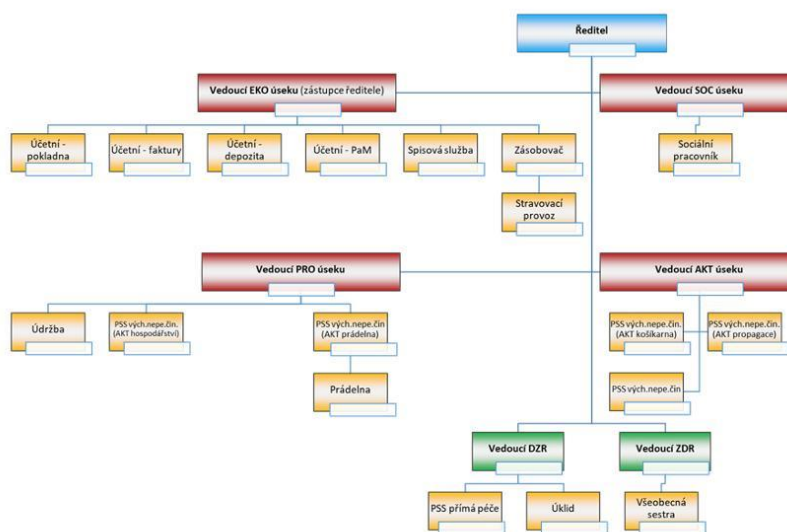 Ředitel
Vedoucí EKO úseku (zástupce ředitele)
Vedoucí SOC úseku
Účetní -
pokladna
Účetní - faktury
Účetní -
depozita
Účetní - PaM
Spisová služba
Zásobovač
Sociální
pracovník
Stravovací
provoz
Vedoucí PRO úseku
Vedoucí AKT úseku
Údržba
PSS vých.nepe.čin.
(AKT hospodářství)
PSS vých.nepe.čin
(AKT prádelna)
PSS vých.nepe.čin.
(AKT košíkarna)
PSS vých.nepe.čin.
(AKT propagace)
Prádelna
PSS vých.nepe.čin
Vedoucí DZR
Vedoucí ZDR
PSS přímá péče
Úklid
Všeobecná
sestra